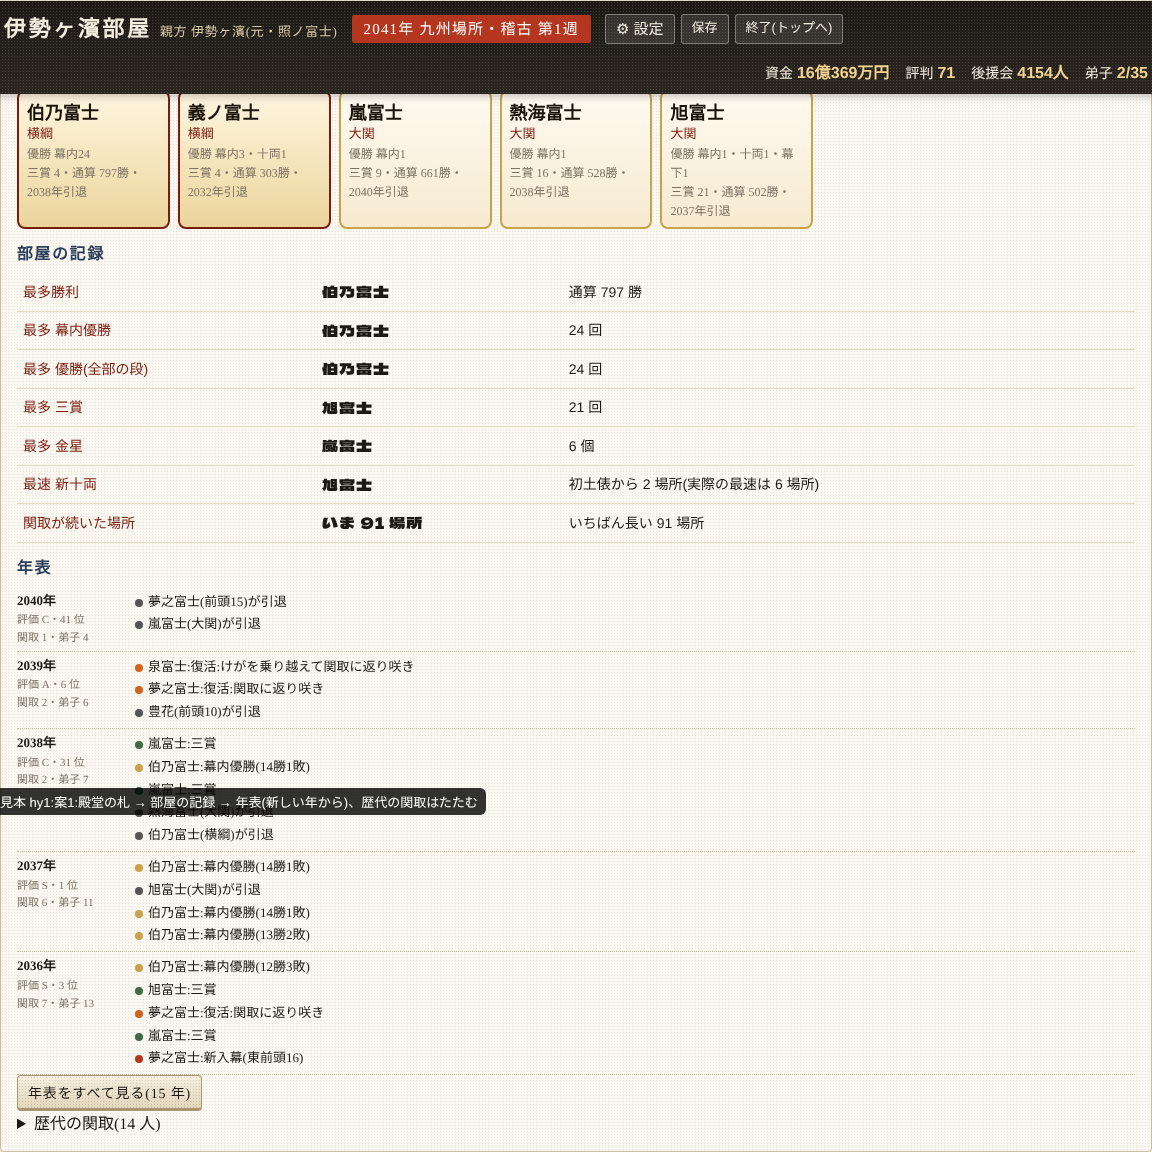 伊勢ヶ濱部屋 親方 伊勢ヶ濱(元・照ノ富士) 2041年 九州場所・稽古 第1週 ⚙ 設定 保存 終了(トップへ)
資金 16億369万円 評判 71 後援会 4154人 弟子 2/35
伯乃富士
横綱
優勝 幕内24
三賞 4・通算 797勝・
2038年引退
義ノ富士
横綱
優勝 幕内3・十両1
三賞 4・通算 303勝・
2032年引退
嵐富士
大関
優勝 幕内1
三賞 9・通算 661勝・
2040年引退
熱海富士
大関
優勝 幕内1
三賞 16・通算 528勝・
2038年引退
旭富士
大関
優勝 幕内1・十両1・幕
下1
三賞 21・通算 502勝・
2037年引退
部屋の記録
最多勝利 伯乃富士 通算 797 勝
最多 幕内優勝 伯乃富士 24 回
最多 優勝(全部の段) 伯乃富士 24 回
最多 三賞 旭富士 21 回
最多 金星 嵐富士 6 個
最速 新十両 旭富士 初土俵から 2 場所(実際の最速は 6 場所)
関取が続いた場所 いま 91 場所 いちばん長い 91 場所
年表
2040年
評価 C・41 位
関取 1・弟子 4
夢之富士(前頭15)が引退
嵐富士(大関)が引退
2039年
評価 A・6 位
関取 2・弟子 6
泉富士:復活:けがを乗り越えて関取に返り咲き
夢之富士:復活:関取に返り咲き
豊花(前頭10)が引退
2038年
評価 C・31 位
関取 2・弟子 7
嵐富士:三賞
伯乃富士:幕内優勝(14勝1敗)
嵐富士:三賞
見本 hy1:案1:殿堂の札 → 部屋の記録 → 年表(新しい年から)、歴代の関取はたたむ
熱海富士(大関)が引退
伯乃富士(横綱)が引退
2037年
評価 S・1 位
関取 6・弟子 11
伯乃富士:幕内優勝(14勝1敗)
旭富士(大関)が引退
伯乃富士:幕内優勝(14勝1敗)
伯乃富士:幕内優勝(13勝2敗)
2036年
評価 S・3 位
関取 7・弟子 13
伯乃富士:幕内優勝(12勝3敗)
旭富士:三賞
夢之富士:復活:関取に返り咲き
嵐富士:三賞
夢之富士:新入幕(東前頭16)
年表をすべて見る(15 年)
▶ 歴代の関取(14 人)